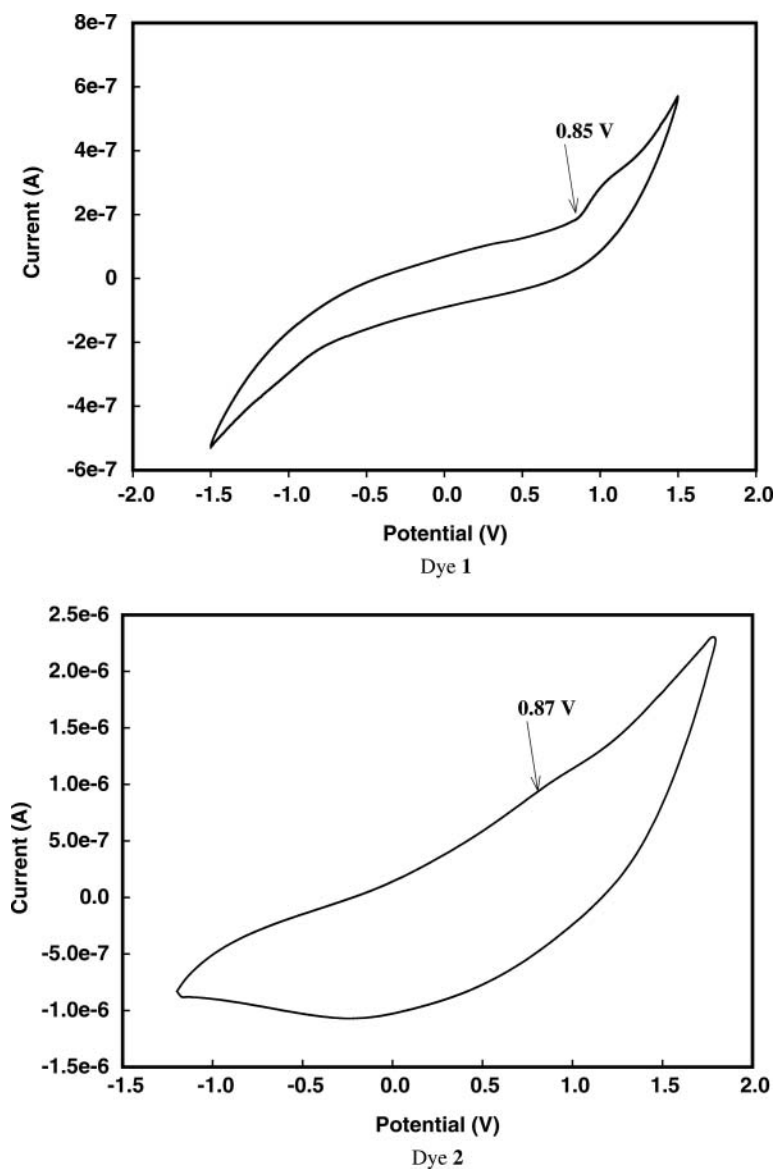 8e-7
6e-7
4e-7
2e-7
0
-2e-7
-4e-7
-6e-7
Current (A)
0.85 V
-2.0 -1.5 -1.0 -0.5 0.0 0.5 1.0 1.5 2.0
Potential (V)
Dye 1
2.5e-6
2.0e-6
1.5e-6
1.0e-6
5.0e-7
0.0
-5.0e-7
-1.0e-6
-1.5e-6
Current (A)
0.87 V
-1.5 -1.0 -0.5 0.0 0.5 1.0 1.5 2.0
Potential (V)
Dye 2